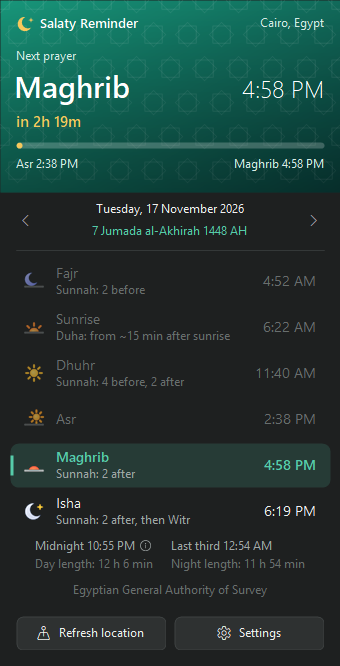 Salaty Reminder
Cairo, Egypt
Next prayer
Maghrib
4:58 PM
in 2h 19m
Asr 2:38 PM
Maghrib 4:58 PM
Tuesday, 17 November 2026
7 Jumada al-Akhirah 1448 AH
Fajr
Sunnah: 2 before
4:52 AM
Sunrise
Duha: from ~15 min after sunrise
6:22 AM
Dhuhr
Sunnah: 4 before, 2 after
11:40 AM
Asr
2:38 PM
Maghrib
Sunnah: 2 after
4:58 PM
Isha
Sunnah: 2 after, then Witr
6:19 PM
Midnight 10:55 PM
Last third 12:54 AM
Day length: 12 h 6 min
Night length: 11 h 54 min
Egyptian General Authority of Survey
Refresh location
Settings